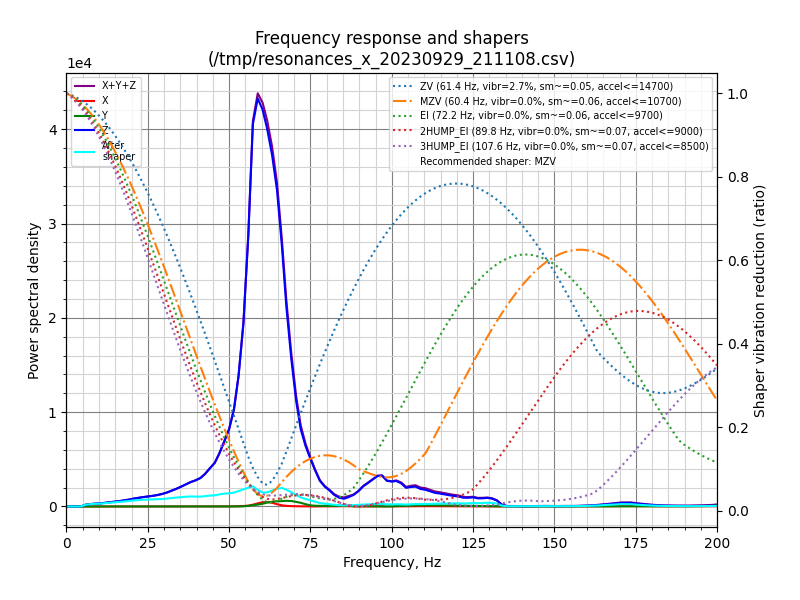 Frequency response and shapers
(/tmp/resonances_x_20230929_211108.csv)
1e4
X+Y+Z
X
Y
Z
After
shaper
ZV (61.4 Hz, vibr=2.7%, sm~=0.05, accel<=14700)
MZV (60.4 Hz, vibr=0.0%, sm~=0.06, accel<=10700)
EI (72.2 Hz, vibr=0.0%, sm~=0.06, accel<=9700)
2HUMP_EI (89.8 Hz, vibr=0.0%, sm~=0.07, accel<=9000)
3HUMP_EI (107.6 Hz, vibr=0.0%, sm~=0.07, accel<=8500)
Recommended shaper: MZV
Power spectral density
4
3
2
1
0
1.0
0.8
0.6
0.4
0.2
0.0
Shaper vibration reduction (ratio)
0 25 50 75 100 125 150 175 200
Frequency, Hz